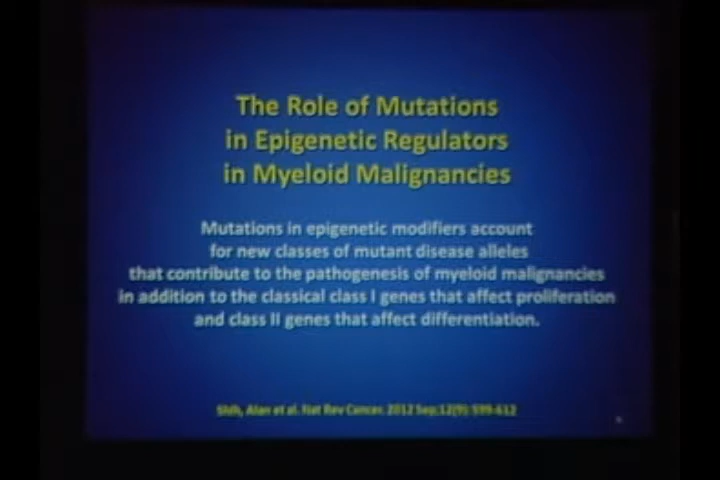 The Role of Mutations
in Epigenetic Regulators
in Myeloid Malignancies
Mutations in epigenetic modifiers account
for new classes of mutant disease alleles
that contribute to the pathogenesis of myeloid malignancies
in addition to the classical class I genes that affect proliferation
and class II genes that affect differentiation.
Shih, Alan et al. Nat Rev Cancer. 2012 Sep;12(9):599-612